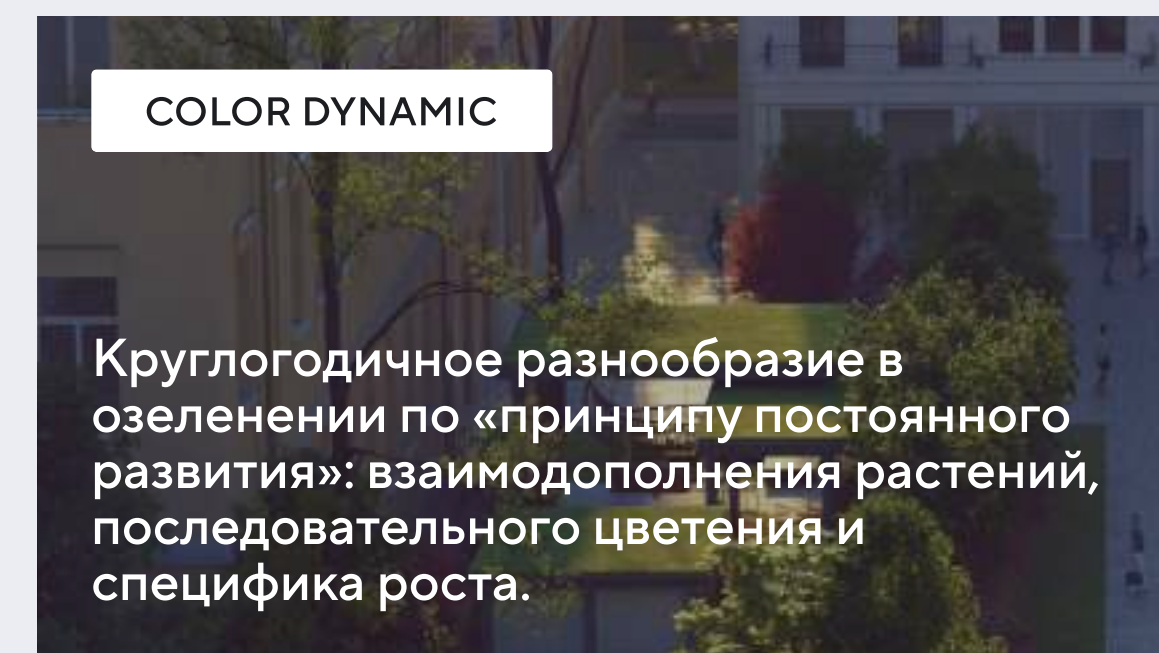 COLOR DYNAMIC
Круглогодичное разнообразие в
озеленении по «принципу постоянного
развития»: взаимодополнения растений,
последовательного цветения и
специфика роста.